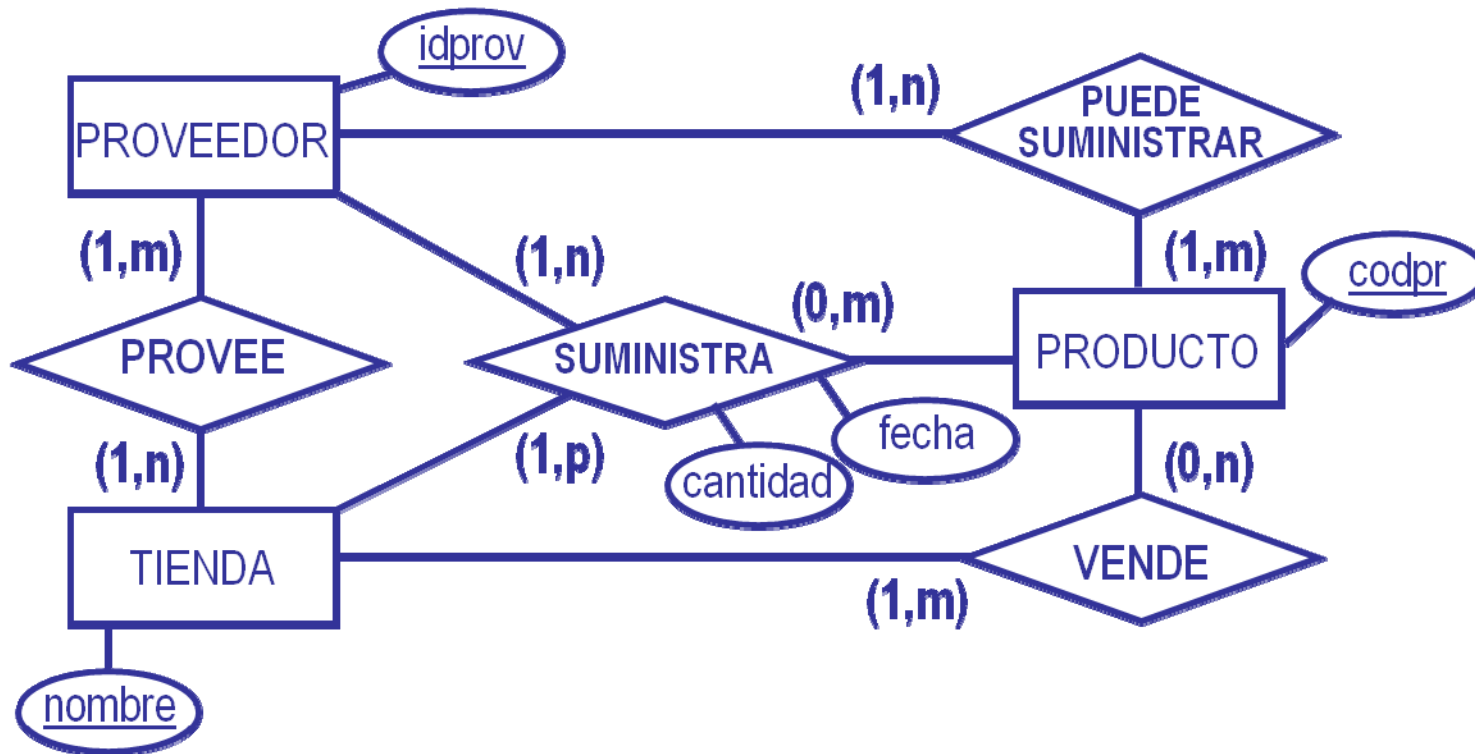 idprov
(1,n)
PUEDE
SUMINISTRAR
PROVEEDOR
(1,m)
(1,n)
(1,m)
codpr
(0,m)
PROVEE
SUMINISTRA
PRODUCTO
(1,n)
(1,p)
fecha
cantidad
(0,n)
TIENDA
VENDE
(1,m)
nombre